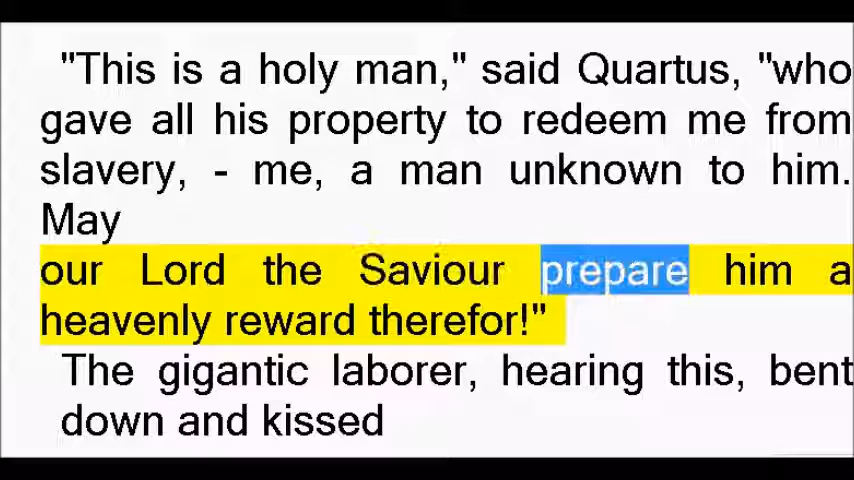 "This is a holy man," said Quartus, "who
gave all his property to redeem me from
slavery, - me, a man unknown to him.
May
our Lord the Saviour prepare him a
heavenly reward therefor!"
The gigantic laborer, hearing this, bent
down and kissed